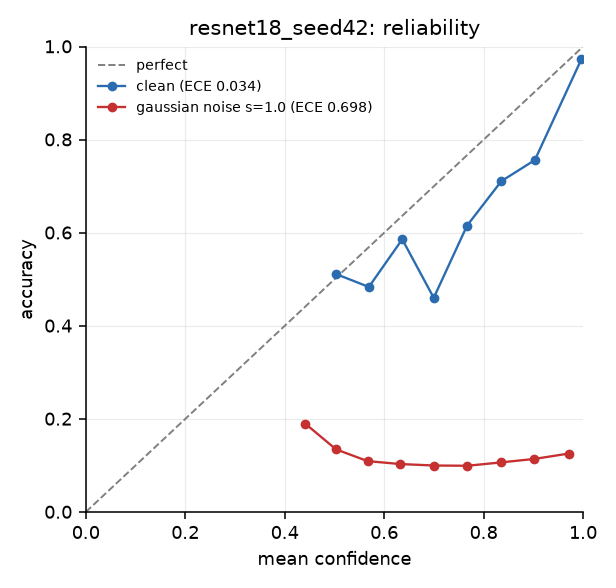 resnet18_seed42: reliability
perfect
clean (ECE 0.034)
gaussian noise s=1.0 (ECE 0.698)
accuracy
1.0
0.8
0.6
0.4
0.2
0.0
0.0 0.2 0.4 0.6 0.8 1.0
mean confidence